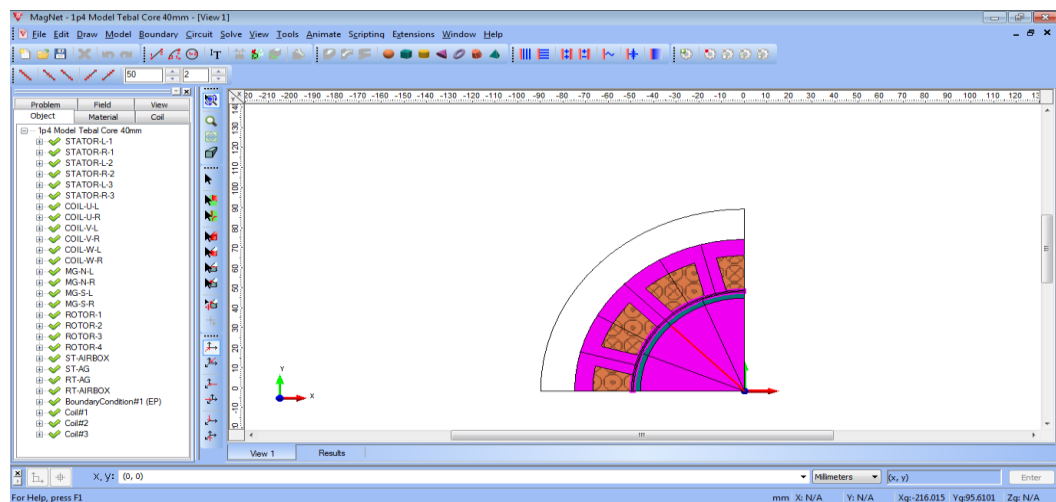 MagNet - 1p4 Model Tebal Core 40mm - [View 1]
File Edit Draw Model Boundary Circuit Solve View Tools Animate Scripting Extensions Window Help
50 2
Problem Field View
Object Material Coil
1p4 Model Tebal Core 40mm
STATOR-L-1
STATOR-R-1
STATOR-L-2
STATOR-R-2
STATOR-L-3
STATOR-R-3
COIL-U-L
COIL-U-R
COIL-V-L
COIL-V-R
COIL-W-L
COIL-W-R
MG-N-L
MG-N-R
MG-S-L
MG-S-R
ROTOR-1
ROTOR-2
ROTOR-3
ROTOR-4
ST-AIRBOX
ST-AG
RT-AG
RT-AIRBOX
BoundaryCondition#1 (EP)
Coil#1
Coil#2
Coil#3
X 20 -210 -200 -190 -180 -170 -160 -150 -140 -130 -120 -110 -100 -90 -80 -70 -60 -50 -40 -30 -20 -10 0 10 20 30 40 50 60 70 80 90 100 110 120
Y
130
120
110
100
90
80
70
60
50
40
30
20
10
0
-10
Y
X
View 1 Results
X, Y: (0, 0) Millimeters (x, y) Enter
For Help, press F1 mm X: N/A Y: N/A Xg:-216.015 Yg:95.6101 Zg: N/A